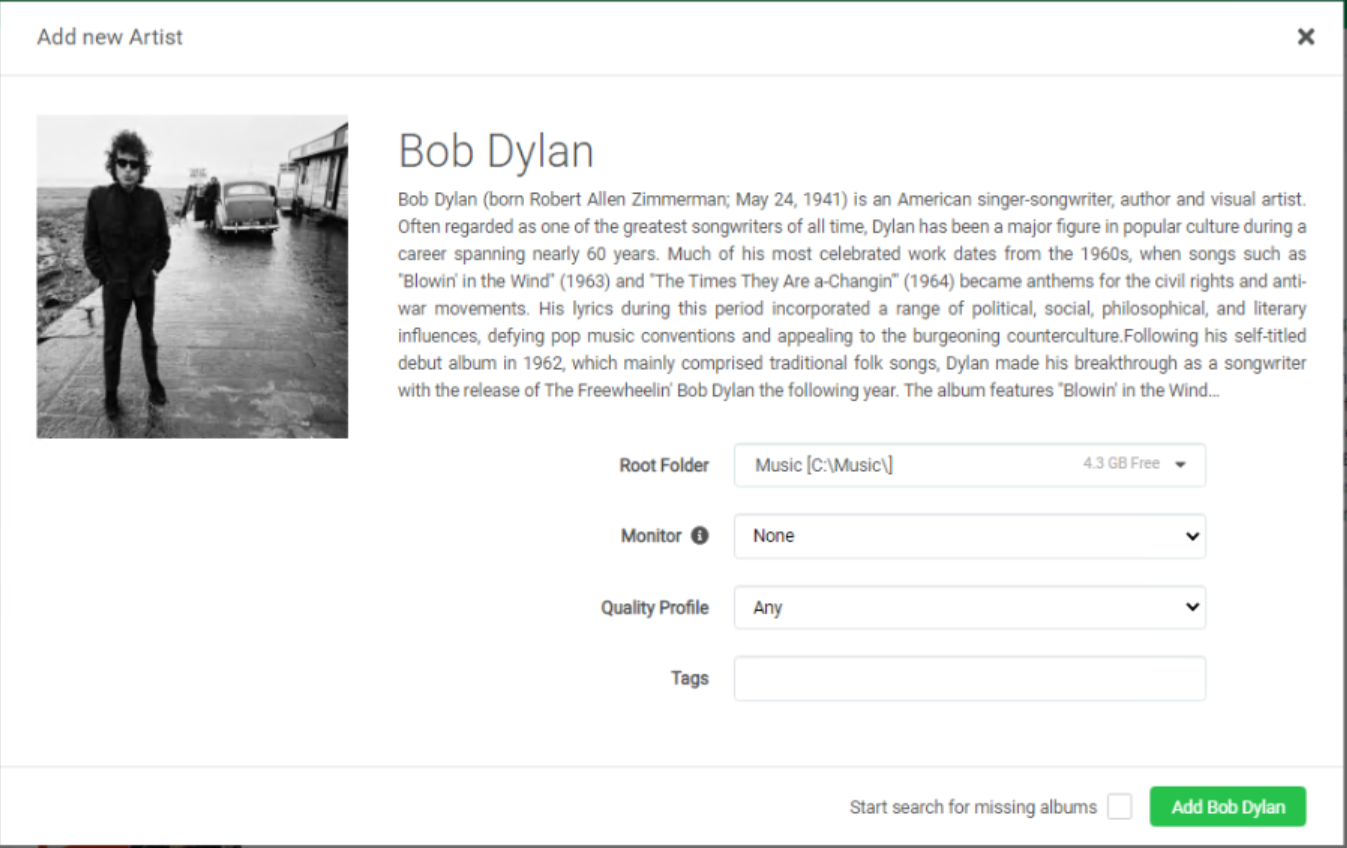 Add new Artist
Bob Dylan
Bob Dylan (born Robert Allen Zimmerman; May 24, 1941) is an American singer-songwriter, author and visual artist.
Often regarded as one of the greatest songwriters of all time, Dylan has been a major figure in popular culture during a
career spanning nearly 60 years. Much of his most celebrated work dates from the 1960s, when songs such as
"Blowin' in the Wind" (1963) and "The Times They Are a-Changin'" (1964) became anthems for the civil rights and anti-
war movements. His lyrics during this period incorporated a range of political, social, philosophical, and literary
influences, defying pop music conventions and appealing to the burgeoning counterculture.Following his self-titled
debut album in 1962, which mainly comprised traditional folk songs, Dylan made his breakthrough as a songwriter
with the release of The Freewheelin' Bob Dylan the following year. The album features "Blowin' in the Wind...
Root Folder Music [C:\Music\] 4.3 GB Free
Monitor None
Quality Profile Any
Tags
Start search for missing albums Add Bob Dylan